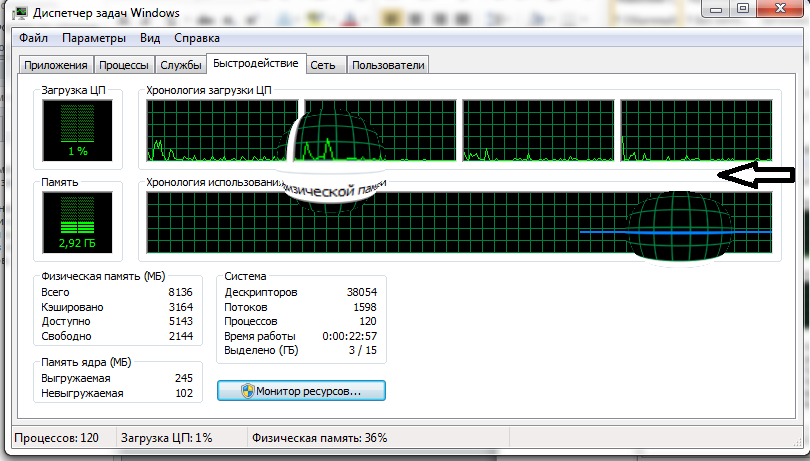 Диспетчер задач Windows
Файл Параметры Вид Справка
Приложения Процессы Службы Быстродействие Сеть Пользователи
Загрузка ЦП
Хронология загрузки ЦП
1 %
Память
Хронология использования физической памяти
2,92 ГБ
Физическая память (МБ)
Всего 8136
Кэшировано 3164
Доступно 5143
Свободно 2144
Система
Дескрипторов 38054
Потоков 1598
Процессов 120
Время работы 0:00:22:57
Выделено (ГБ) 3 / 15
Память ядра (МБ)
Выгружаемая 245
Невыгружаемая 102
Монитор ресурсов...
Процессов: 120 Загрузка ЦП: 1% Физическая память: 36%